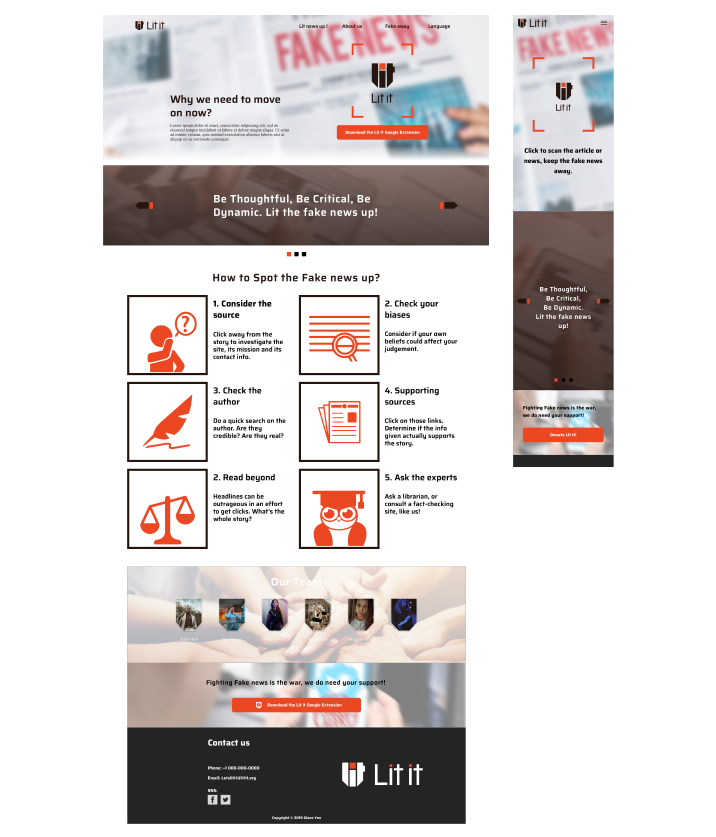 Lit it
Lit news up !
About us
Fake away
Language
FAKE NEWS
Lit it
Why we need to move
on now?
Lorem ipsum dolor sit amet, consectetur adipiscing elit, sed do
eiusmod tempor incididunt ut labore et dolore magna aliqua. Ut enim
ad minim veniam, quis nostrud exercitation ullamco laboris nisi ut
aliquip ex ea commodo consequat.
Download the Lit it Google Extension
Be Thoughtful, Be Critical, Be
Dynamic. Lit the fake news up!
How to Spot the Fake news up?
1. Consider the
source
Click away from the
story to investigate the
site, its mission and its
contact info.
2. Check your
biases
Consider if your own
beliefs could affect your
judgement.
3. Check the
author
Do a quick search on the
author. Are they
credible? Are they real?
4. Supporting
sources
Click on those links.
Determine if the info
given actually supports
the story.
2. Read beyond
Headlines can be
outrageous in an effort
to get clicks. What's the
whole story?
5. Ask the experts
Ask a librarian, or
consult a fact-checking
site, like us!
Our Team
Fighting Fake news is the war, we do need your support!
Download the Lit it Google Extension
Contact us
Phone: +1 000-000-0000
SNS:
Lit it
Copyright © 2019 Giave Yen
Lit it
FAKE NEWS
Lit it
Click to scan the article or
news, keep the fake news
away.
Be Thoughtful,
Be Critical,
Be Dynamic.
Lit the fake news
up!
Fighting Fake news is the war,
we do need your support!
Donate Lit it!